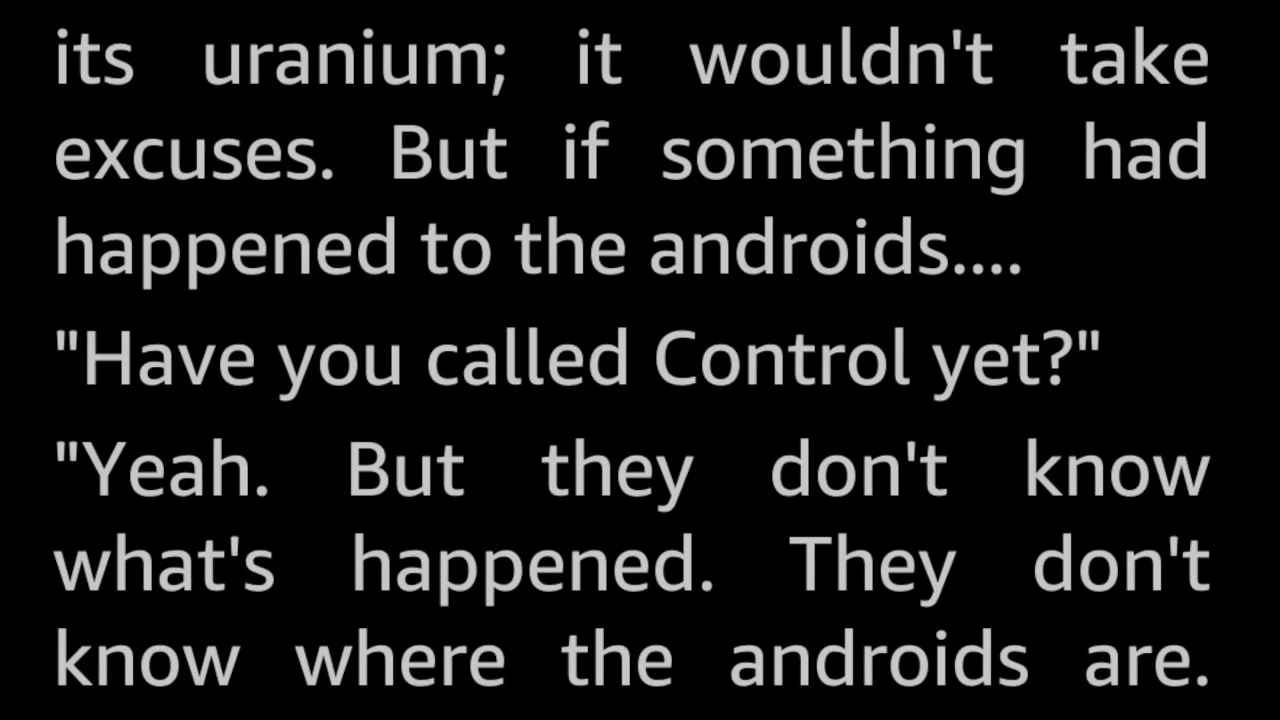 its uranium; it wouldn't take
excuses. But if something had
happened to the androids....
"Have you called Control yet?"
"Yeah. But they don't know
what's happened. They don't
know where the androids are.